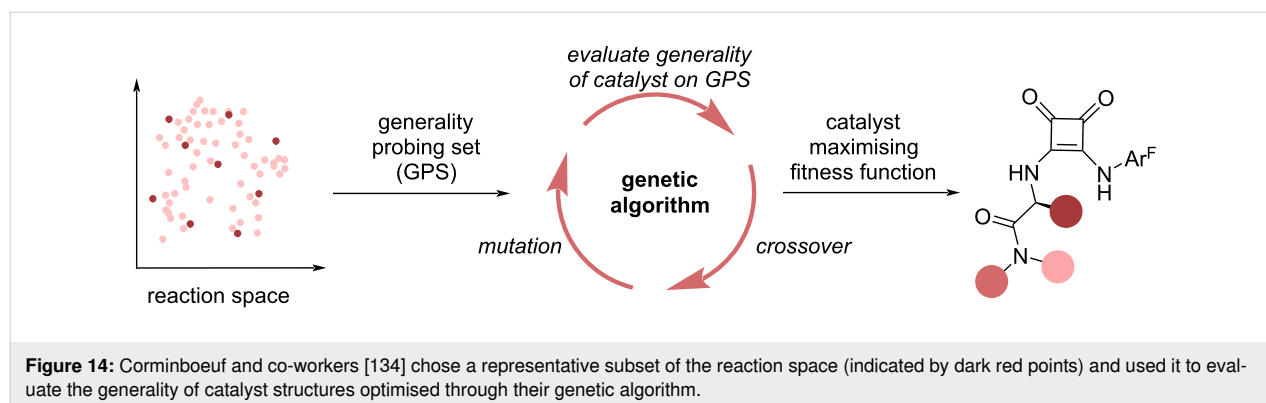 evaluate generality
of catalyst on GPS
generality
probing set
(GPS)
catalyst
maximising
fitness function
genetic
algorithm
mutation
crossover
reaction space
O
O
HN
N
H
ArF
O
N
Figure 14: Corminboeuf and co-workers [134] chose a representative subset of the reaction space (indicated by dark red points) and used it to eval-
uate the generality of catalyst structures optimised through their genetic algorithm.